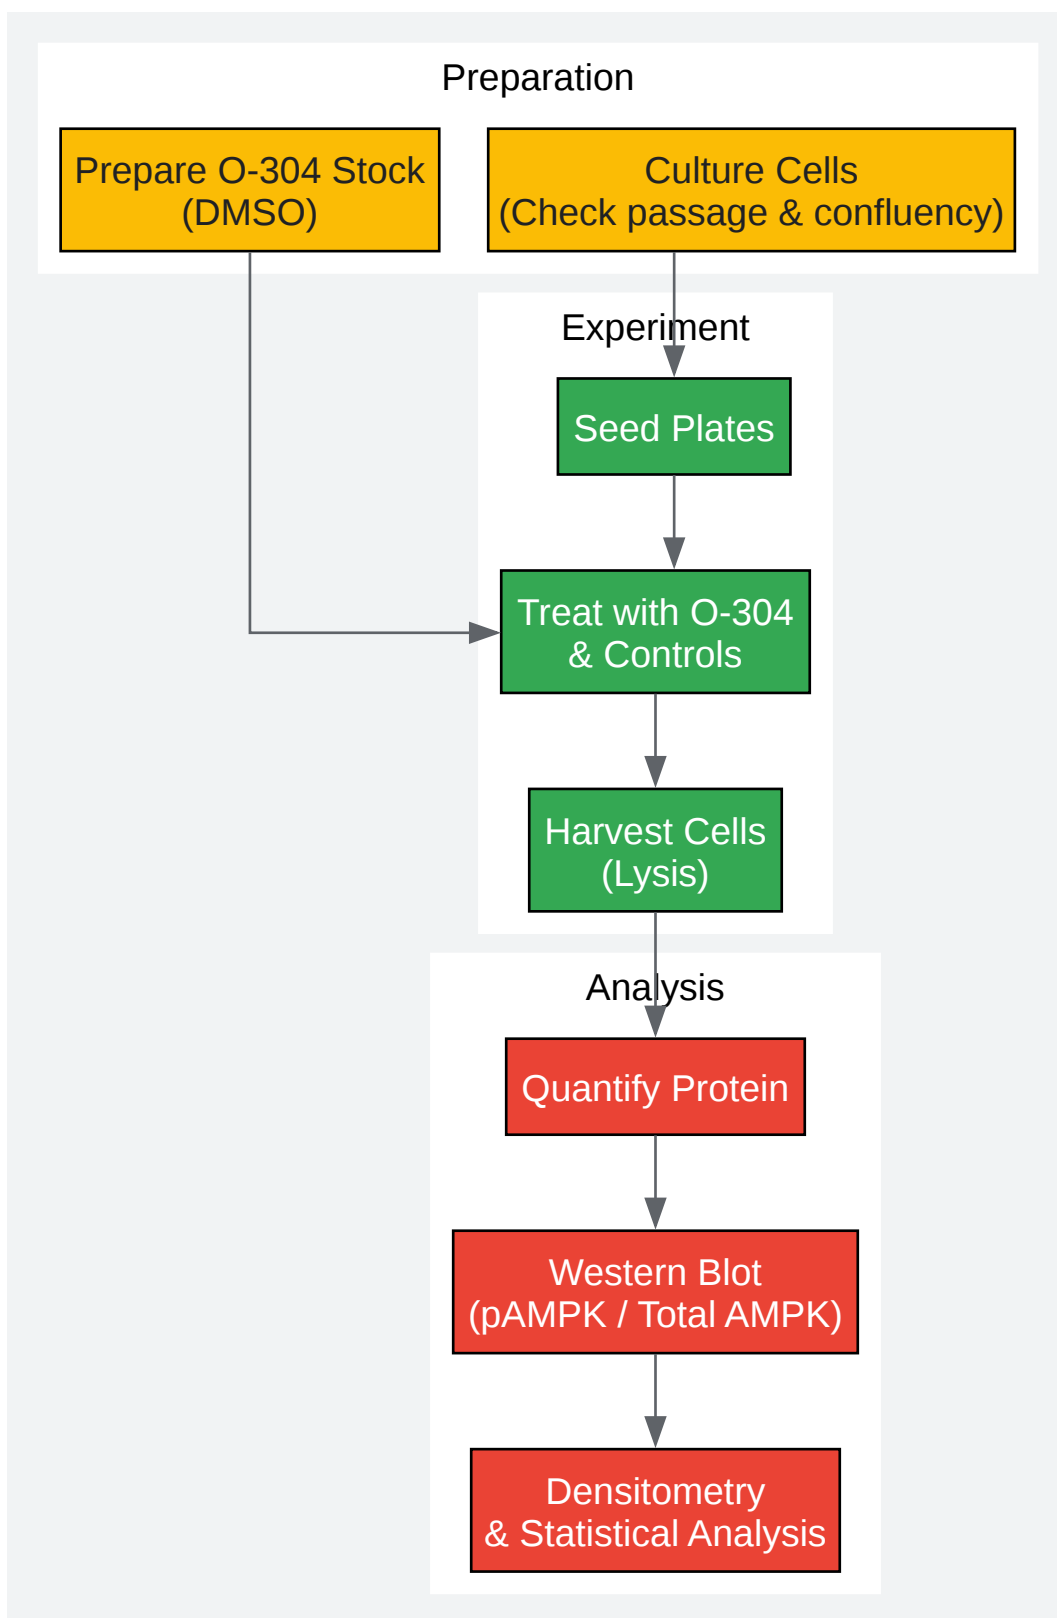 Preparation
Prepare O-304 Stock
(DMSO)
Culture Cells
(Check passage & confluency)
Experiment
Seed Plates
Treat with O-304
& Controls
Harvest Cells
(Lysis)
Analysis
Quantify Protein
Western Blot
(pAMPK / Total AMPK)
Densitometry
& Statistical Analysis